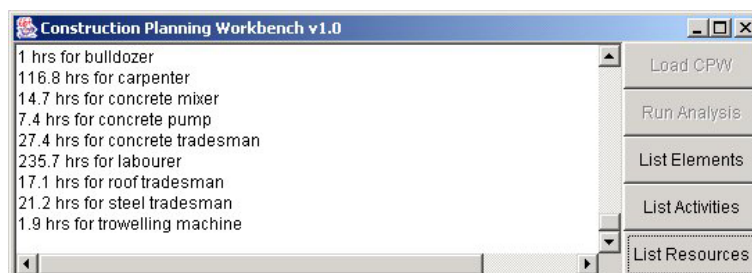 Construction Planning Workbench v1.0
1 hrs for bulldozer
116.8 hrs for carpenter
14.7 hrs for concrete mixer
7.4 hrs for concrete pump
27.4 hrs for concrete tradesman
235.7 hrs for labourer
17.1 hrs for roof tradesman
21.2 hrs for steel tradesman
1.9 hrs for trowelling machine
Load CPW
Run Analysis
List Elements
List Activities
List Resources